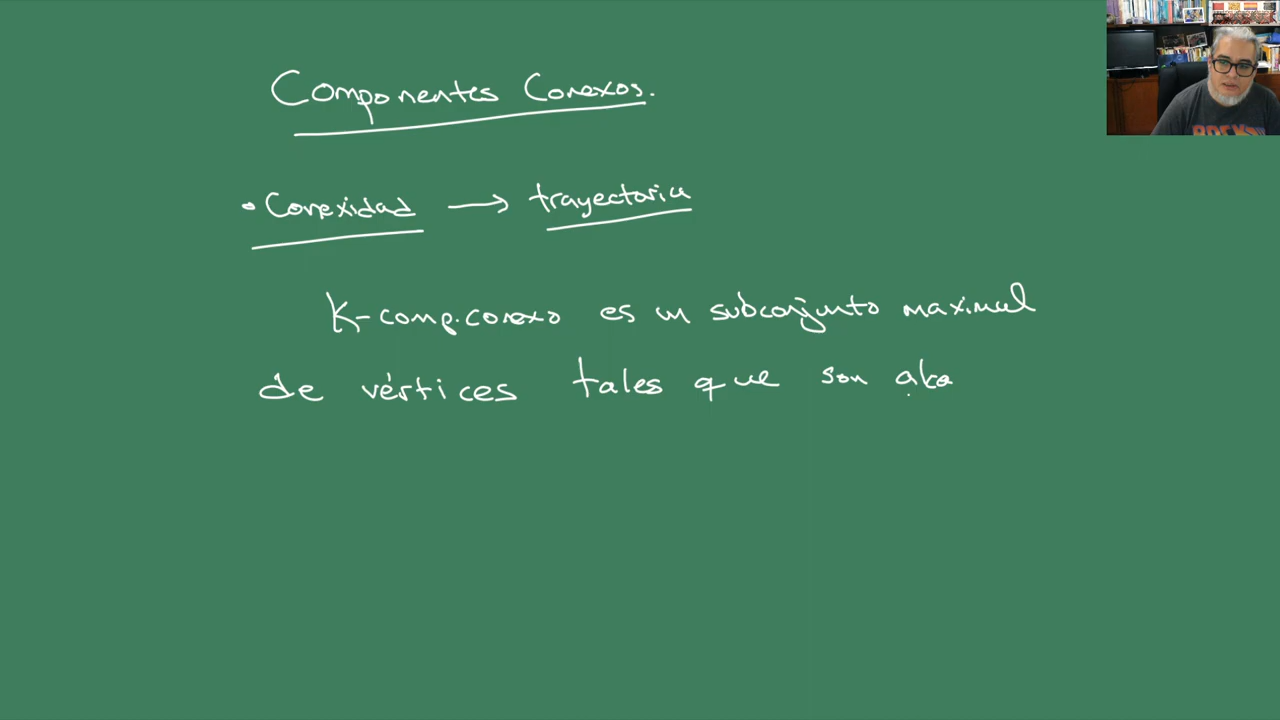 Componentes Conexos.
• Conexidad → trayectoria
K-comp.conexo es un subconjunto maximal
de vértices tales que son alca